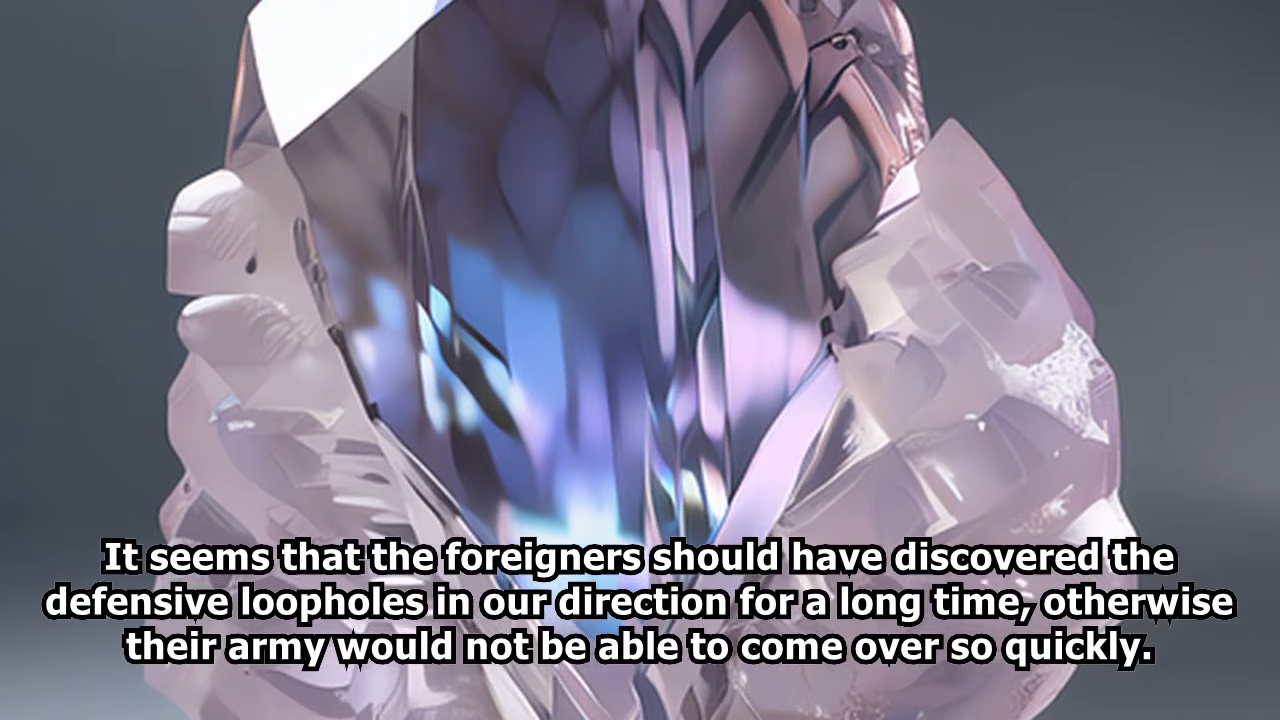 It seems that the foreigners should have discovered the
defensive loopholes in our direction for a long time, otherwise
their army would not be able to come over so quickly.